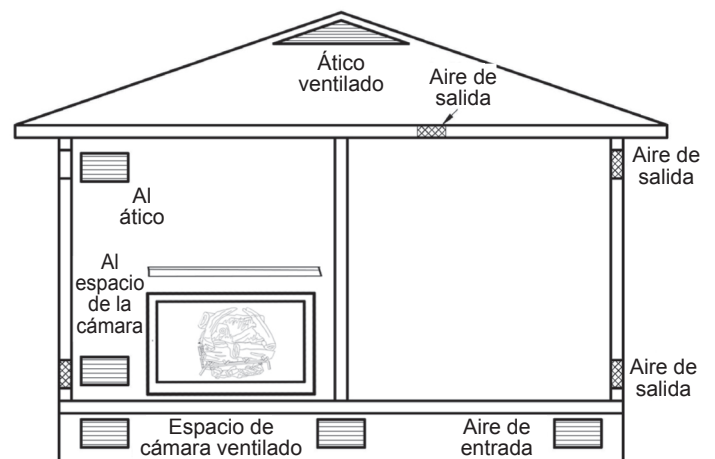 Ático
ventilado
Aire de
salida
Aire de
salida
Al
ático
Al
espacio
de la
cámara
Aire de
salida
Espacio de
cámara ventilado
Aire de
entrada